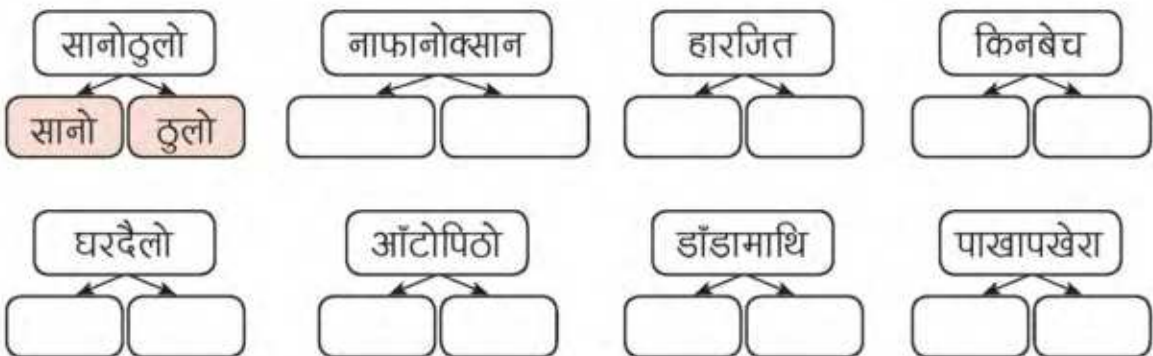 सानोठुलो नाफानोक्सान हारजित किनबेच
सानो ठुलो
घरदैलो आँटोपिठो डाँडामाथि पाखापखेरा